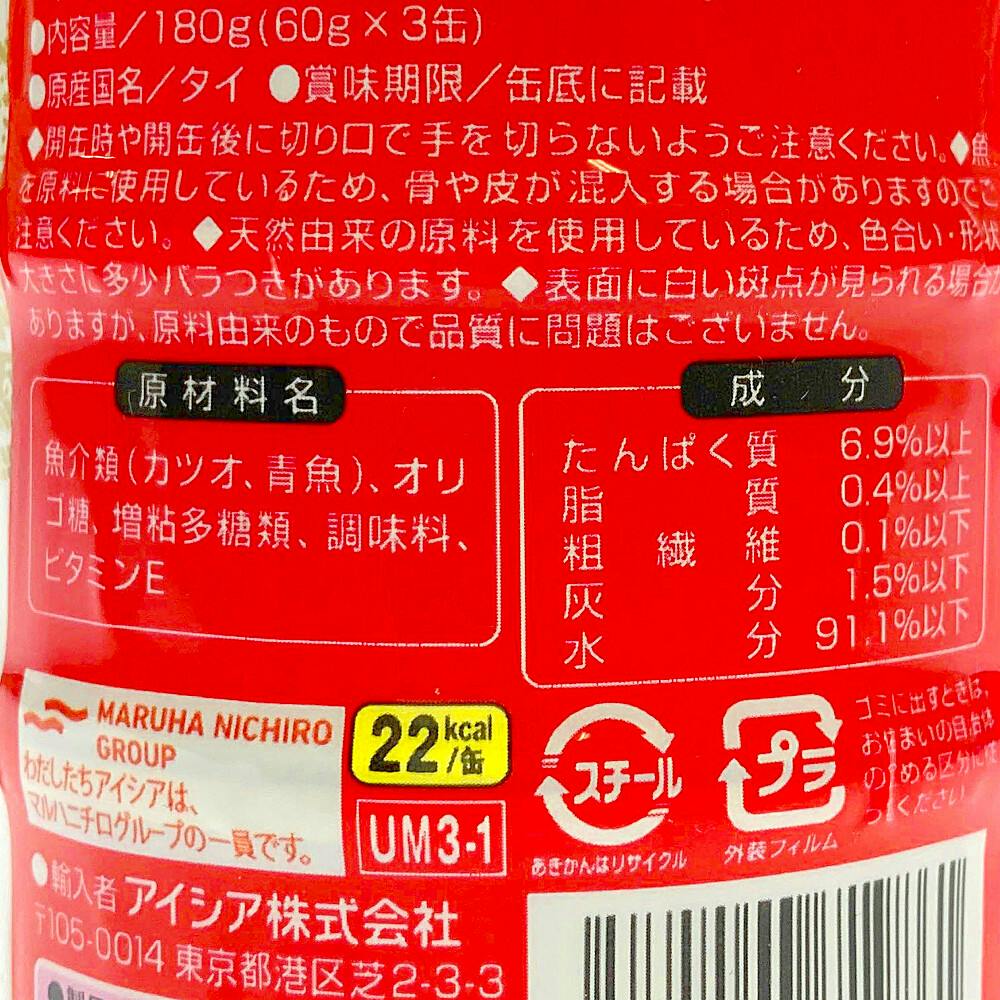 ●内容量/180g(60g×3缶)
●原産国名/タイ ●賞味期限/缶底に記載
◆開缶時や開缶後に切り口で手を切らないようご注意ください。◆魚
を原料に使用しているため、骨や皮が混入する場合がありますのでご
注意ください。◆天然由来の原料を使用しているため、色合い・形状
大きさに多少バラつきがあります。◆表面に白い斑点が見られる場合が
ありますが、原料由来のもので品質に問題はございません。
原材料名
魚介類(カツオ、青魚)、オリ
ゴ糖、増粘多糖類、調味料、
ビタミンE
成分
たんぱく質 6.9%以上
脂質 0.4%以上
粗繊維 0.1%以下
灰分 1.5%以下
水分 91.1%以下
MARUHA NICHIRO
GROUP
わたしたちアイシアは、
マルハニチログループの一員です。
22kcal/缶
UM3-1
スチール
あきかんはリサイクル
プラ
外装フィルム
ゴミに出すときは、
お住まいの自治体
の定める区分に従
つください
●輸入者 アイシア株式会社
〒105-0014 東京都港区芝2-3-3